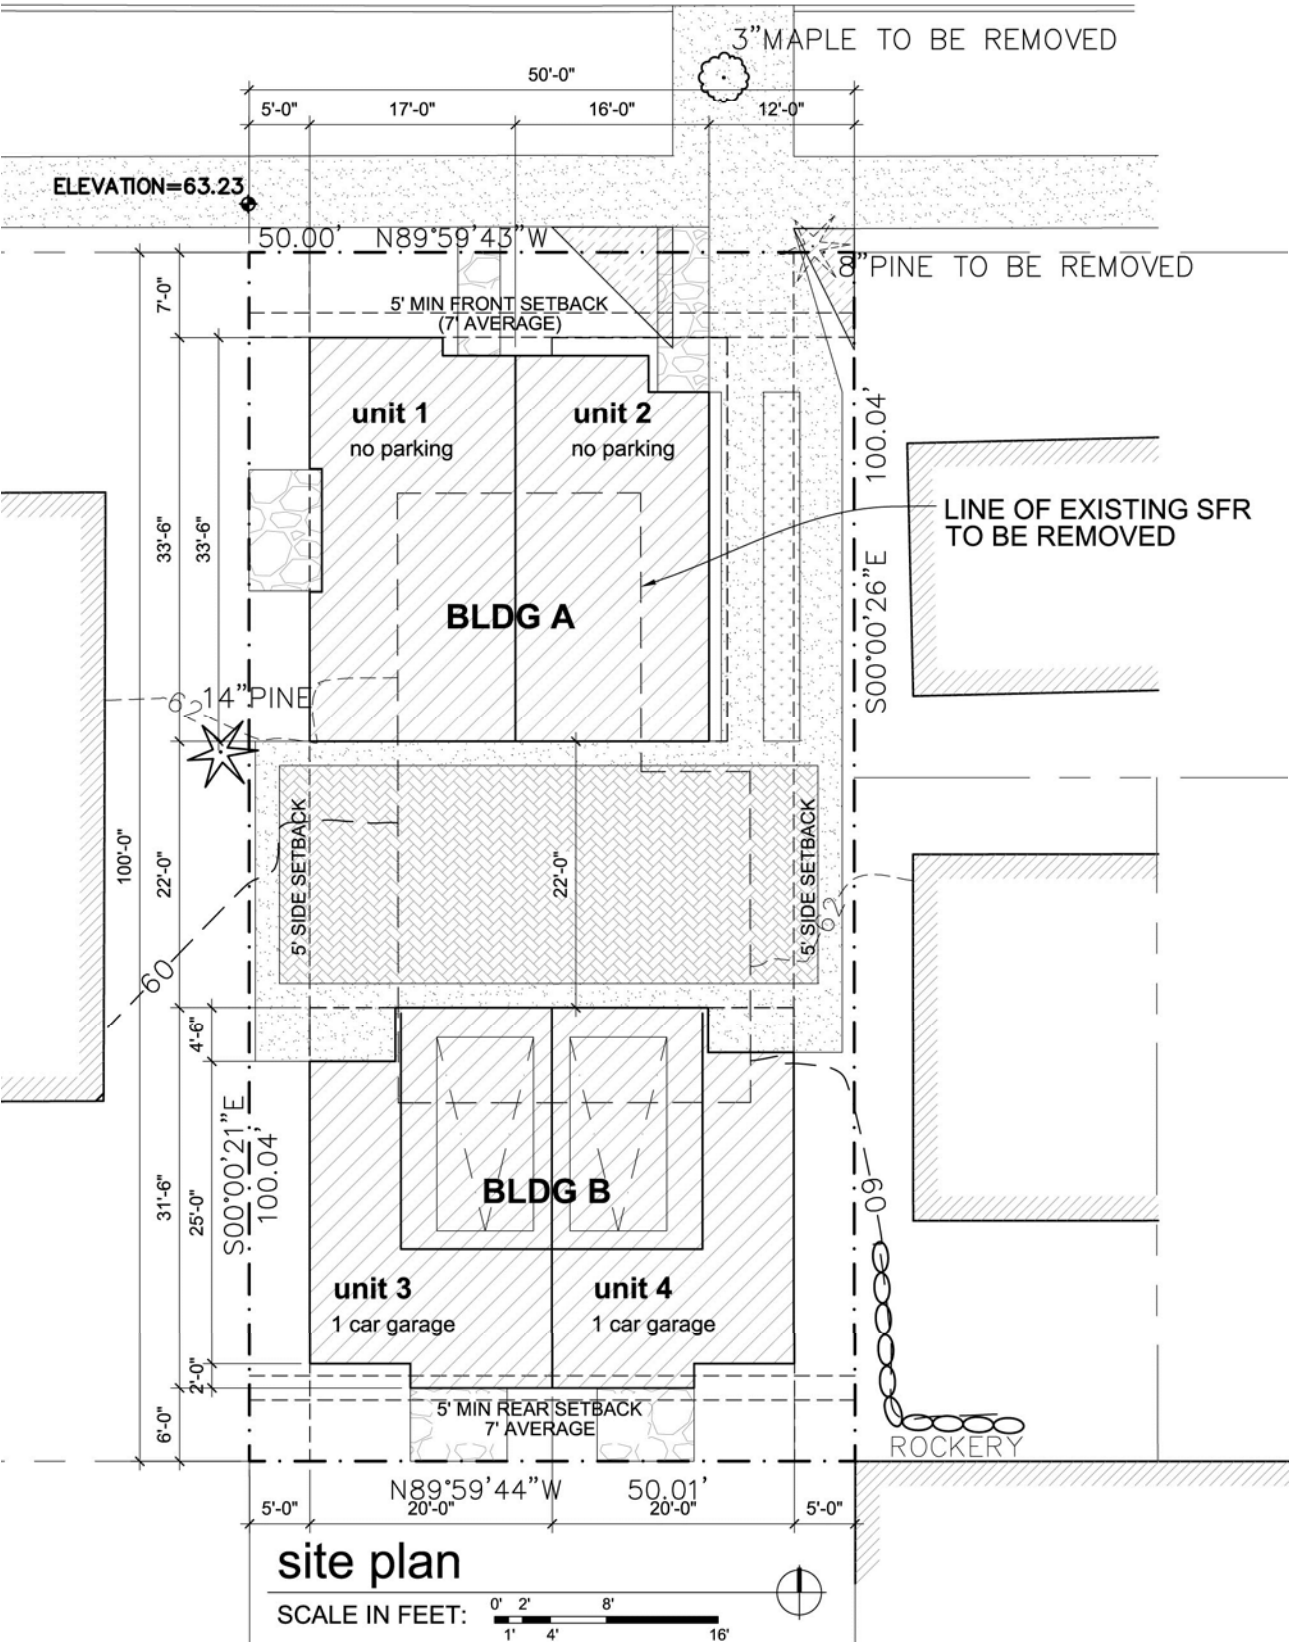 3”MAPLE TO BE REMOVED
50'-0"
5'-0"
17'-0"
16'-0"
12'-0"
ELEVATION=63.23
50.00’ N89°59’43”W
8”PINE TO BE REMOVED
7'-0"
5' MIN FRONT SETBACK
(7' AVERAGE)
unit 1
no parking
unit 2
no parking
100.04’
S00°00’26”E
LINE OF EXISTING SFR
TO BE REMOVED
33'-6"
33'-6"
BLDG A
62
14”PINE
100'-0"
22'-0"
5' SIDE SETBACK
22'-0"
5' SIDE SETBACK
62
60
4'-6"
S00°00’21”E
100.04’
31'-6"
25'-0"
BLDG B
60
unit 3
1 car garage
unit 4
1 car garage
2'-0"
6'-0"
5' MIN REAR SETBACK
7' AVERAGE
ROCKERY
N89°59’44”W 50.01’
5'-0"
20'-0"
20'-0"
5'-0"
site plan
SCALE IN FEET:
0' 2' 8'
1' 4' 16'